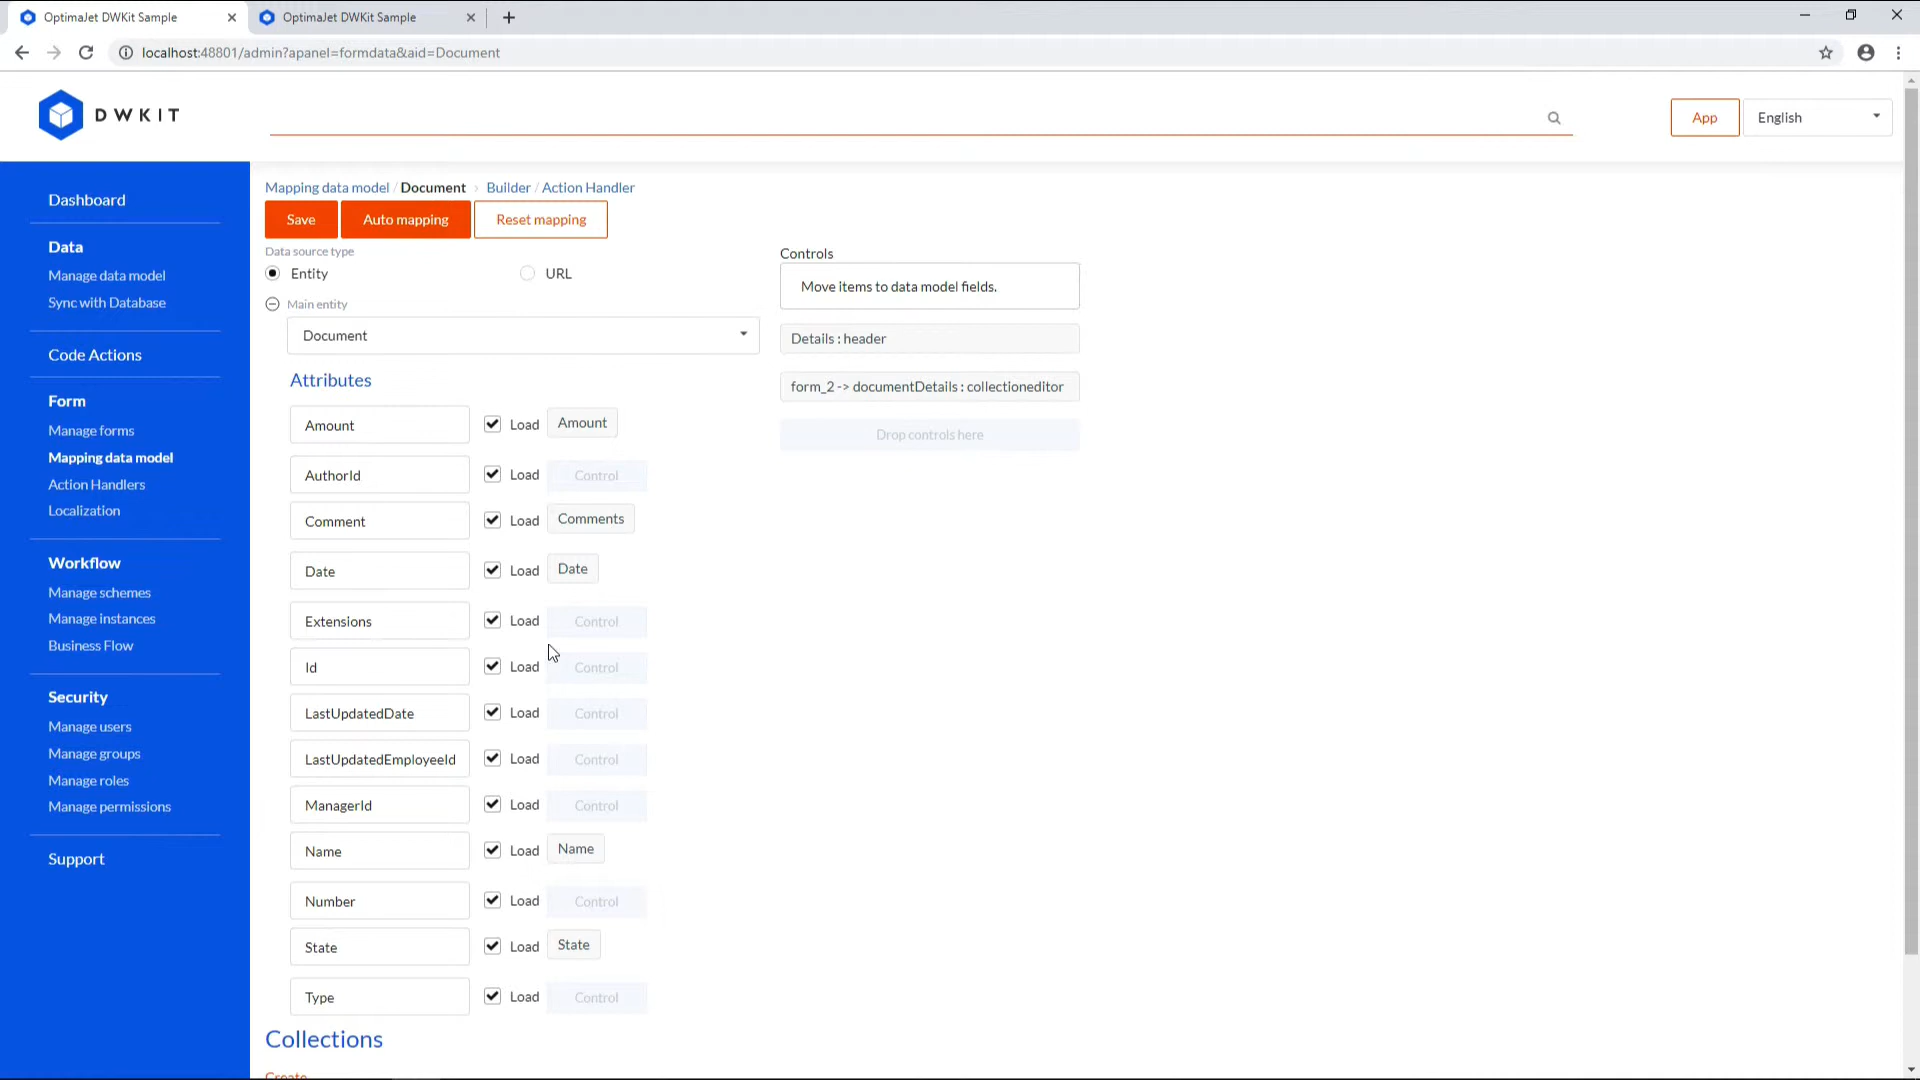 OptimaJet DWKit Sample
OptimaJet DWKit Sample
localhost:48801/admin?apanel=formdata&aid=Document
DWKIT
App
English
Dashboard
Data
Manage data model
Sync with Database
Code Actions
Form
Manage forms
Mapping data model
Action Handlers
Localization
Workflow
Manage schemes
Manage instances
Business Flow
Security
Manage users
Manage groups
Manage roles
Manage permissions
Support
Mapping data model / Document › Builder / Action Handler
Save Auto mapping Reset mapping
Data source type
Entity URL
Main entity
Document
Attributes
Amount Load Amount
AuthorId Load Control
Comment Load Comments
Date Load Date
Extensions Load Control
Id Load Control
LastUpdatedDate Load Control
LastUpdatedEmployeeId Load Control
ManagerId Load Control
Name Load Name
Number Load Control
State Load State
Type Load Control
Collections
Create
Controls
Move items to data model fields.
Details : header
form_2 -> documentDetails : collectioneditor
Drop controls here